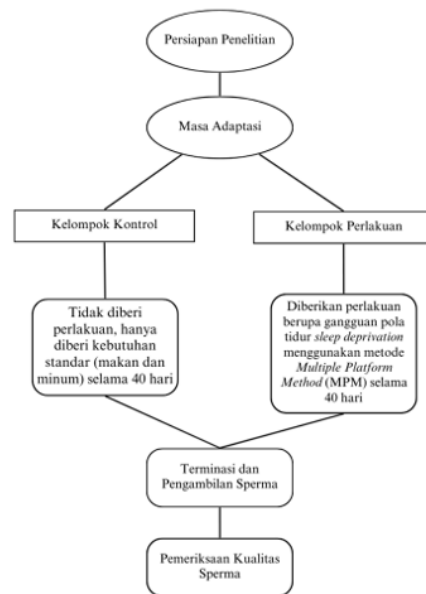 Persiapan Penelitian
Masa Adaptasi
Kelompok Kontrol
Kelompok Perlakuan
Tidak diberi
perlakuan, hanya
diberi kebutuhan
standar (makan dan
minum) selama 40 hari
Diberikan perlakuan
berupa gangguan pola
tidur sleep deprivation
menggunakan metode
Multiple Platform
Method (MPM) selama
40 hari
Terminasi dan
Pengambilan Sperma
Pemeriksaan Kualitas
Sperma